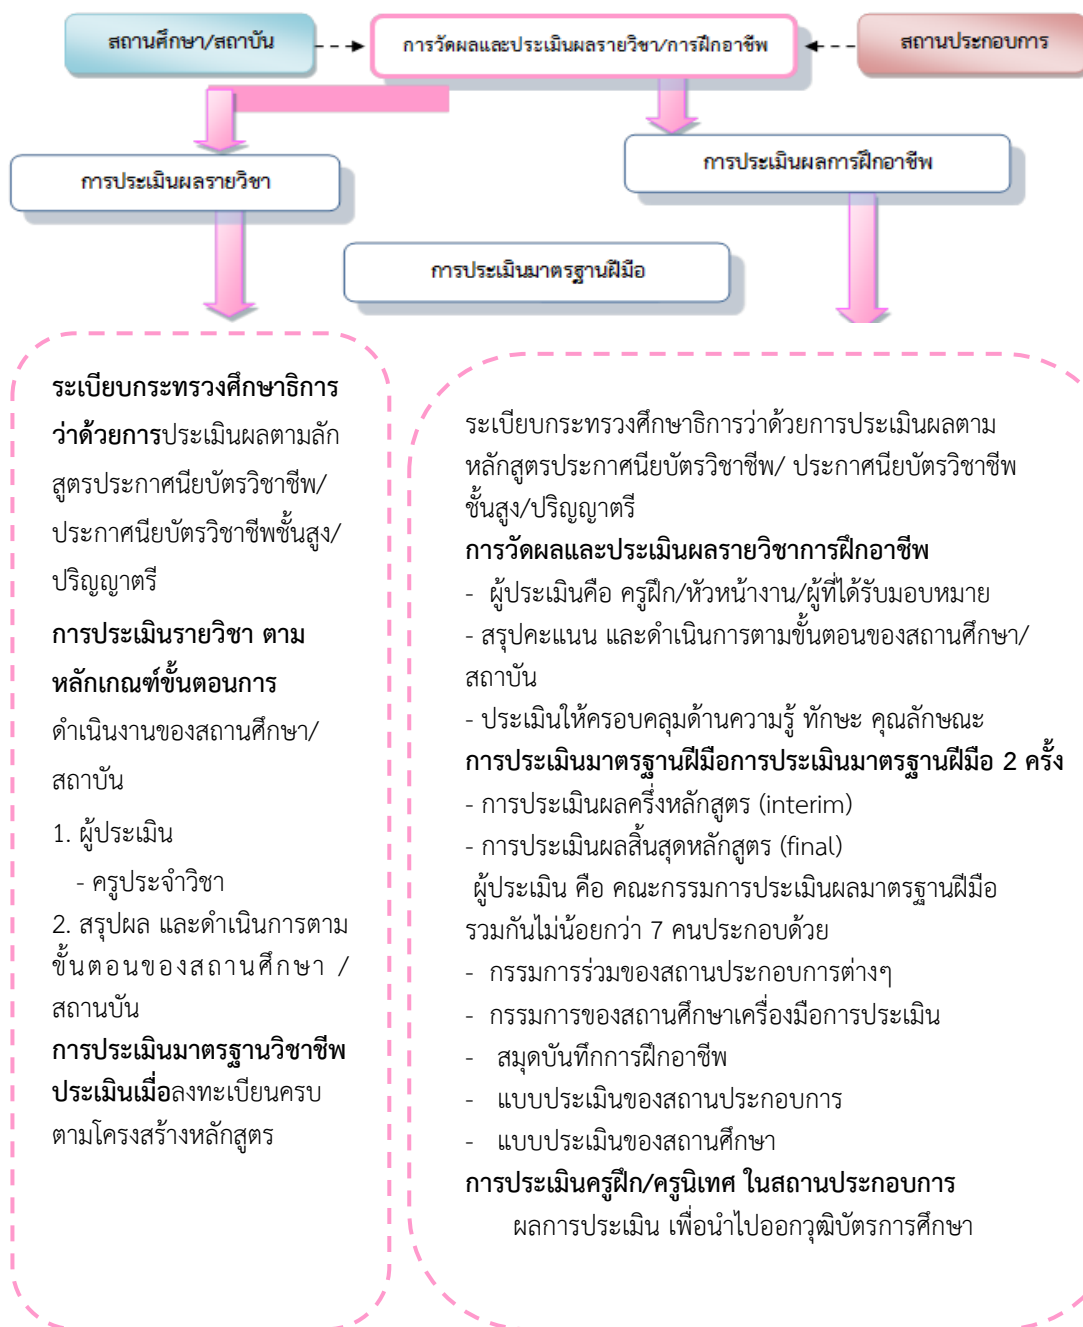 สถานศึกษา/สถาบัน
การวัดผลและประเมินผลรายวิชา/การฝึกอาชีพ
สถานประกอบการ
การประเมินผลรายวิชา
การประเมินผลการฝึกอาชีพ
การประเมินมาตรฐานฝีมือ
ระเบียบกระทรวงศึกษาธิการ
ว่าด้วยการประเมินผลตามลัก
สูตรประกาศนียบัตรวิชาชีพ/
ประกาศนียบัตรวิชาชีพชั้นสูง/
ปริญญาตรี
การประเมินรายวิชา ตาม
หลักเกณฑ์ขั้นตอนการ
ดำเนินงานของสถานศึกษา/
สถาบัน
1. ผู้ประเมิน
- ครูประจำวิชา
2. สรุปผล และดำเนินการตาม
ขั้นตอนของสถานศึกษา /
สถานบัน
การประเมินมาตรฐานวิชาชีพ
ประเมินเมื่อลงทะเบียนครบ
ตามโครงสร้างหลักสูตร
ระเบียบกระทรวงศึกษาธิการว่าด้วยการประเมินผลตาม
หลักสูตรประกาศนียบัตรวิชาชีพ/ ประกาศนียบัตรวิชาชีพ
ชั้นสูง/ปริญญาตรี
การวัดผลและประเมินผลรายวิชาการฝึกอาชีพ
- ผู้ประเมินคือ ครูฝึก/หัวหน้างาน/ผู้ที่ได้รับมอบหมาย
- สรุปคะแนน และดำเนินการตามขั้นตอนของสถานศึกษา/
สถาบัน
- ประเมินให้ครอบคลุมด้านความรู้ ทักษะ คุณลักษณะ
การประเมินมาตรฐานฝีมือการประเมินมาตรฐานฝีมือ 2 ครั้ง
- การประเมินผลครึ่งหลักสูตร (interim)
- การประเมินผลสิ้นสุดหลักสูตร (final)
ผู้ประเมิน คือ คณะกรรมการประเมินผลมาตรฐานฝีมือ
รวมกันไม่น้อยกว่า 7 คนประกอบด้วย
- กรรมการร่วมของสถานประกอบการต่างๆ
- กรรมการของสถานศึกษาเครื่องมือการประเมิน
- สมุดบันทึกการฝึกอาชีพ
- แบบประเมินของสถานประกอบการ
- แบบประเมินของสถานศึกษา
การประเมินครูฝึก/ครูนิเทศ ในสถานประกอบการ
ผลการประเมิน เพื่อนำไปออกวุฒิบัตรการศึกษา